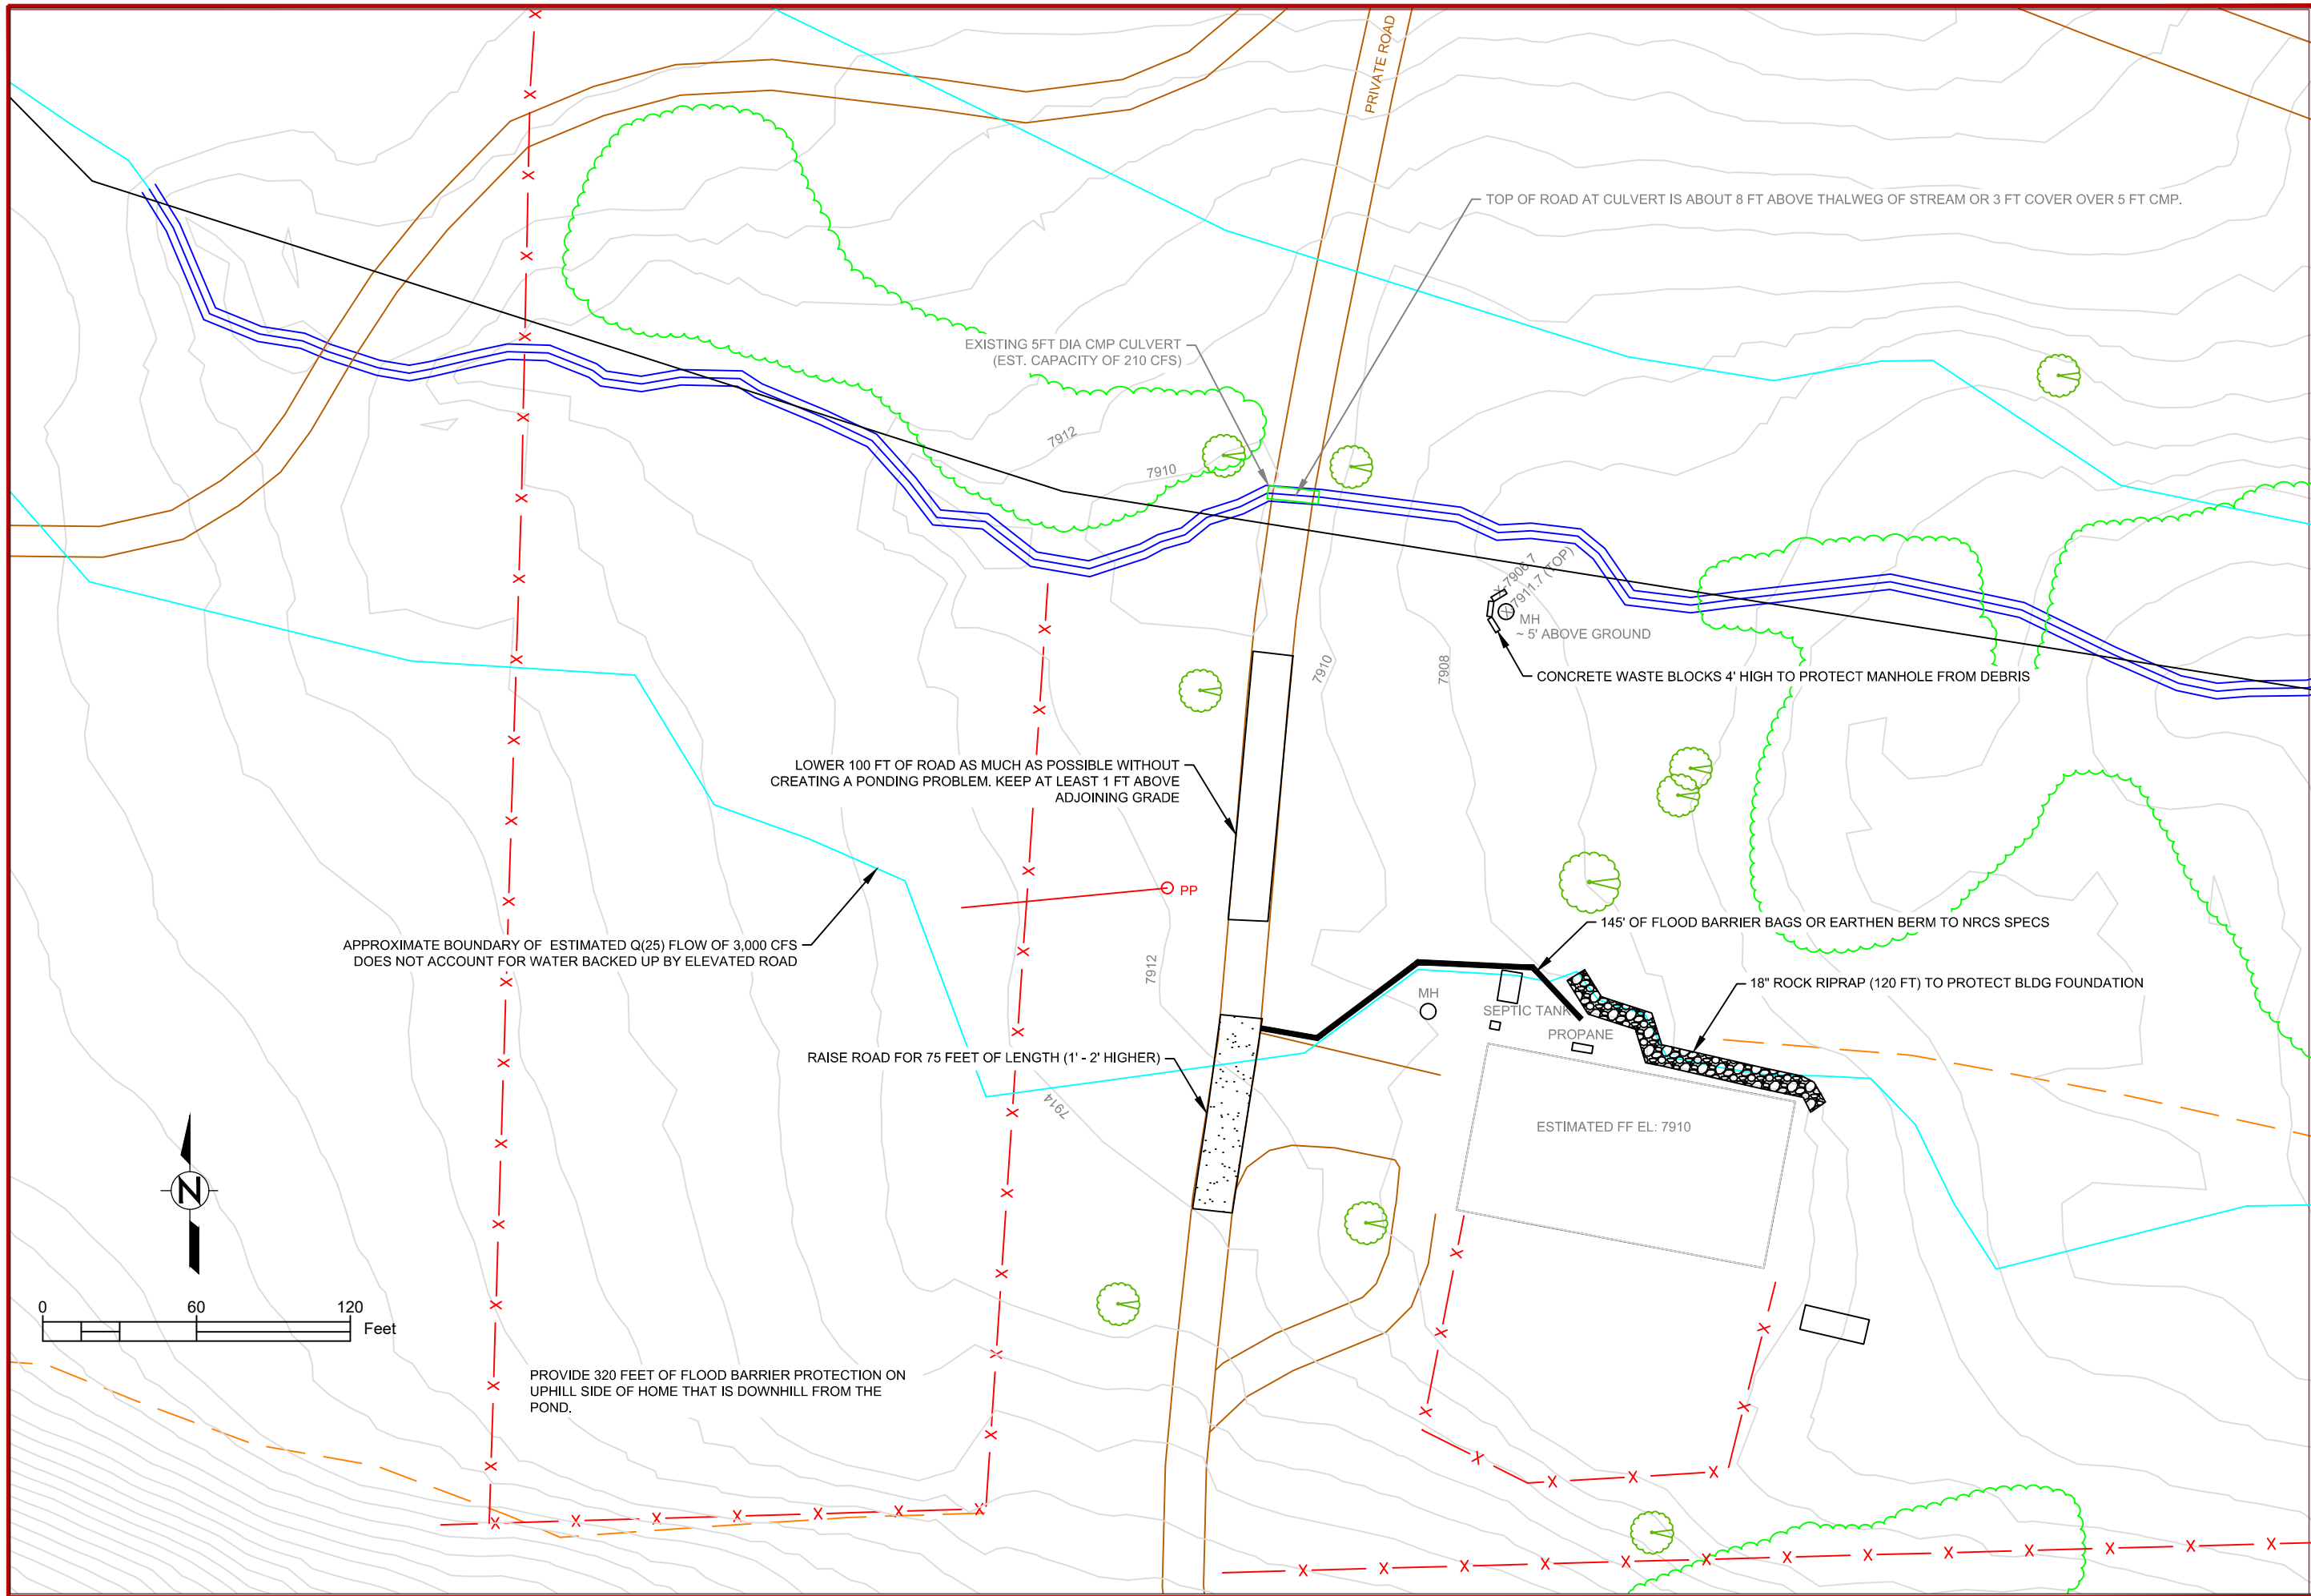 PRIVATE ROAD
TOP OF ROAD AT CULVERT IS ABOUT 8 FT ABOVE THALWEG OF STREAM OR 3 FT COVER OVER 5 FT CMP.
EXISTING 5FT DIA CMP CULVERT
(EST. CAPACITY OF 210 CFS)
7912
7910
X 7906.7
X 7911.7 (TOP)
MH
~ 5' ABOVE GROUND
7910
7908
CONCRETE WASTE BLOCKS 4' HIGH TO PROTECT MANHOLE FROM DEBRIS
LOWER 100 FT OF ROAD AS MUCH AS POSSIBLE WITHOUT
CREATING A PONDING PROBLEM. KEEP AT LEAST 1 FT ABOVE
ADJOINING GRADE
PP
145' OF FLOOD BARRIER BAGS OR EARTHEN BERM TO NRCS SPECS
APPROXIMATE BOUNDARY OF ESTIMATED Q(25) FLOW OF 3,000 CFS
DOES NOT ACCOUNT FOR WATER BACKED UP BY ELEVATED ROAD
7912
18" ROCK RIPRAP (120 FT) TO PROTECT BLDG FOUNDATION
MH
SEPTIC TANK
PROPANE
RAISE ROAD FOR 75 FEET OF LENGTH (1' - 2' HIGHER)
7914
ESTIMATED FF EL: 7910
N
0 60 120
Feet
PROVIDE 320 FEET OF FLOOD BARRIER PROTECTION ON
UPHILL SIDE OF HOME THAT IS DOWNHILL FROM THE
POND.